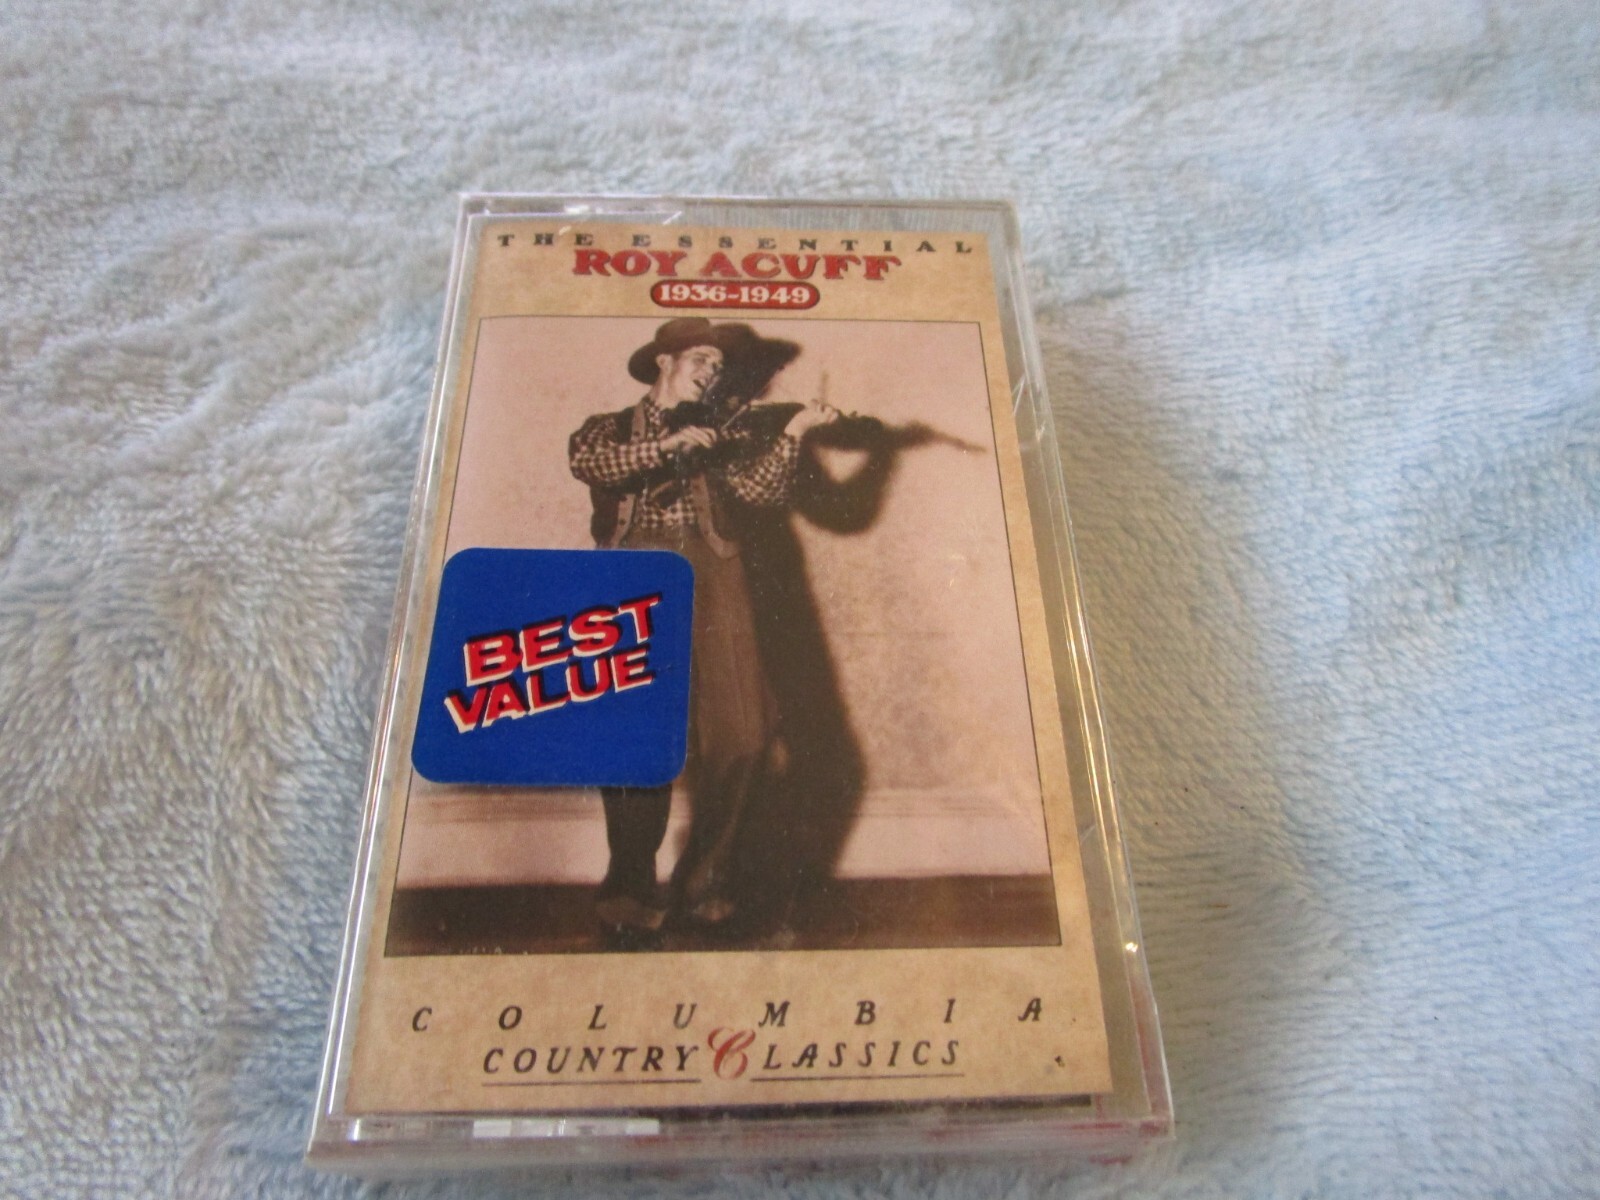 THE ESSENTIAL
ROY ACUFF
1936-1949
BEST
VALUE
COLUMBIA
COUNTRY CLASSICS